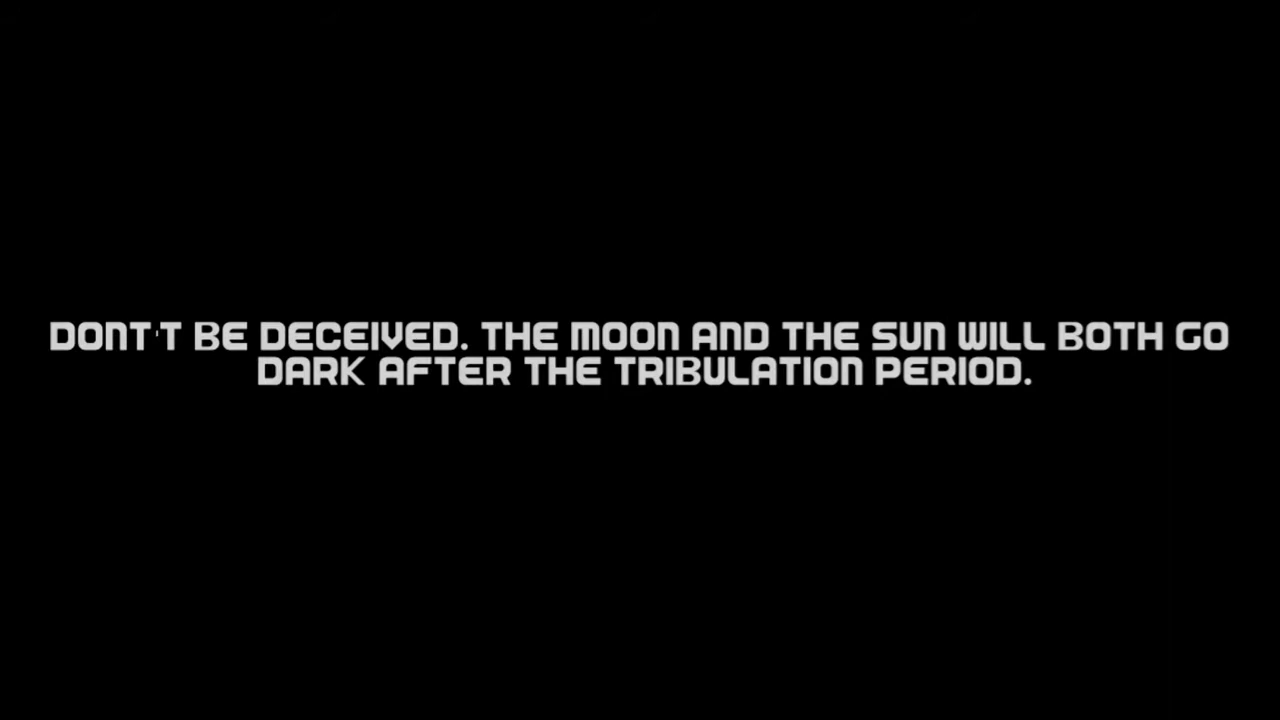 DONT'T BE DECEIVED. THE MOON AND THE SUN WILL BOTH GO
DARK AFTER THE TRIBULATION PERIOD.